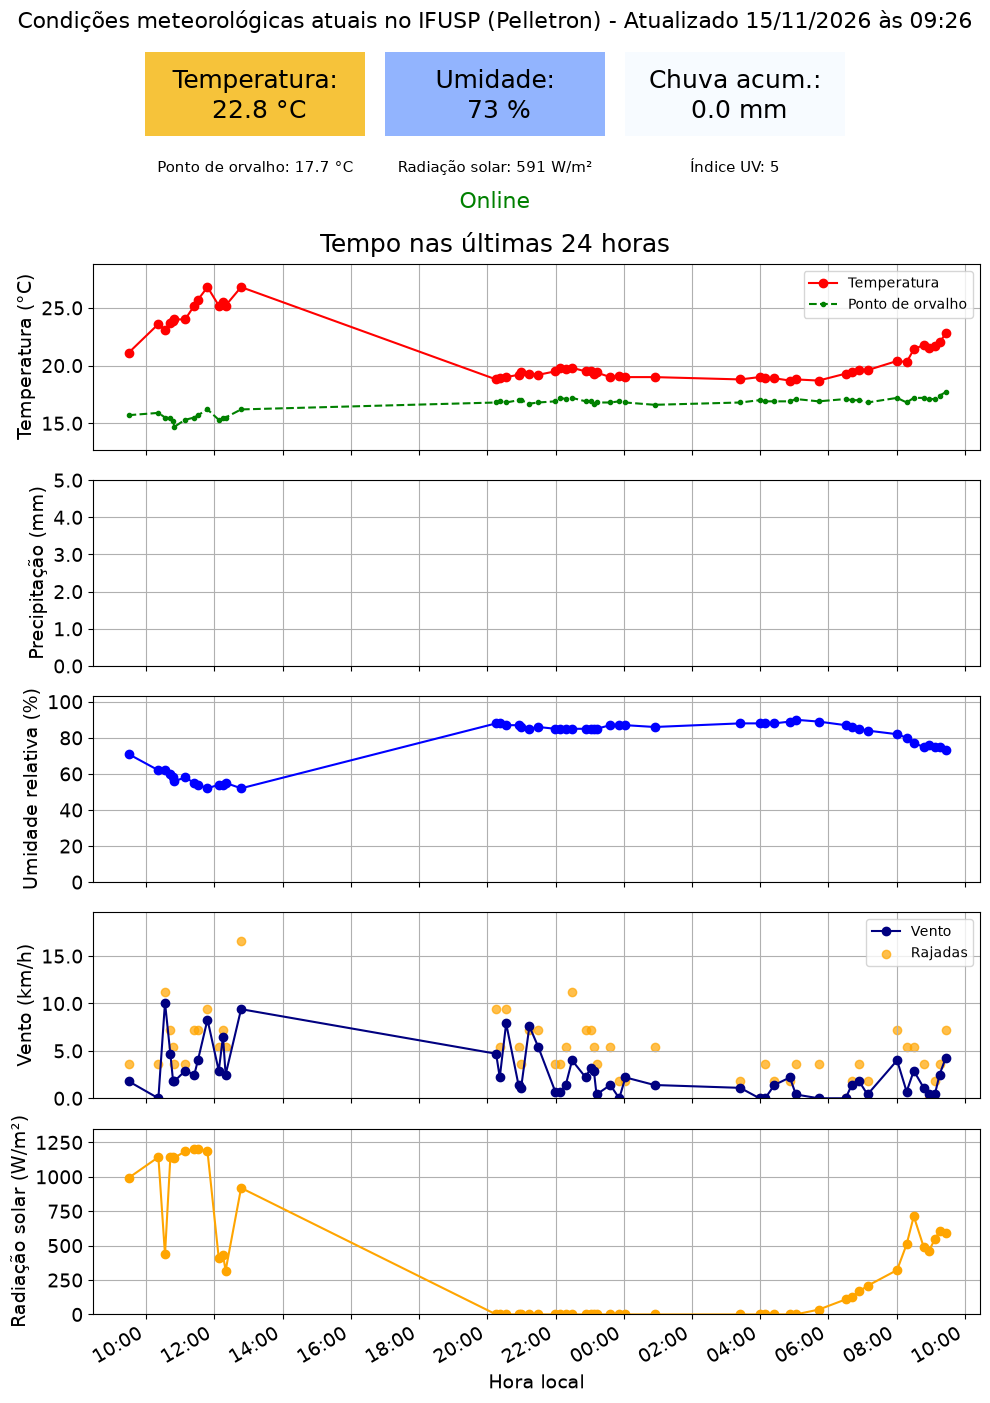 Condições meteorológicas atuais no IFUSP (Pelletron) - Atualizado 15/11/2026 às 09:26
Temperatura:
22.8 °C
Umidade:
73 %
Chuva acum.:
0.0 mm
Ponto de orvalho: 17.7 °C
Radiação solar: 591 W/m²
Índice UV: 5
Online
Tempo nas últimas 24 horas
Temperatura (°C)
25.0
20.0
15.0
Temperatura
Ponto de orvalho
Precipitação (mm)
5.0
4.0
3.0
2.0
1.0
0.0
Umidade relativa (%)
100
80
60
40
20
0
Vento (km/h)
15.0
10.0
5.0
0.0
Vento
Rajadas
Radiação solar (W/m²)
1250
1000
750
500
250
0
10:00
12:00
14:00
16:00
18:00
20:00
22:00
00:00
02:00
04:00
06:00
08:00
10:00
Hora local